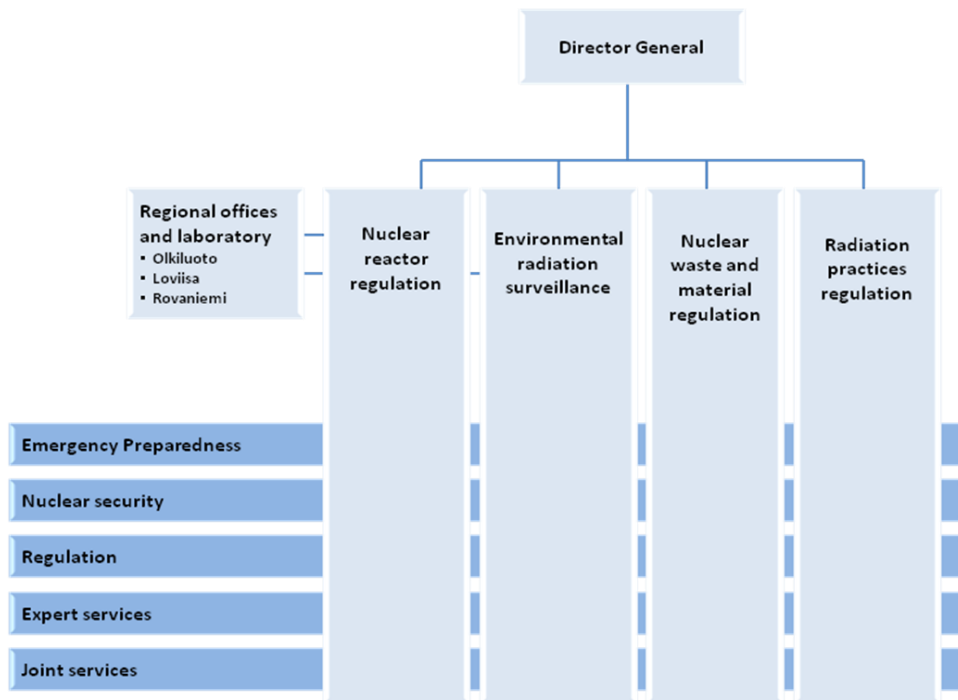 Director General
Regional offices
and laboratory
▪ Olkiluoto
▪ Loviisa
▪ Rovaniemi
Nuclear
reactor
regulation
Environmental
radiation
surveillance
Nuclear
waste and
material
regulation
Radiation
practices
regulation
Emergency Preparedness
Nuclear security
Regulation
Expert services
Joint services